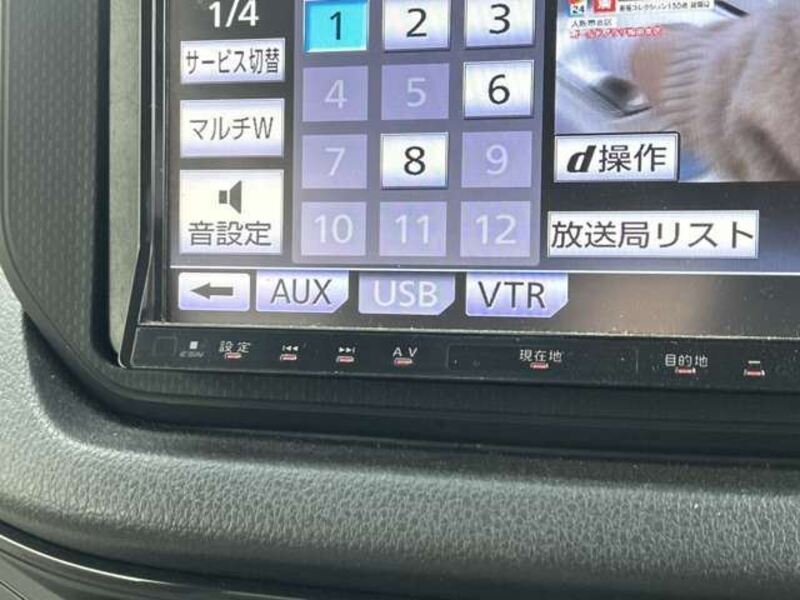 1/4
1
2
3
サービス切替
4
5
6
マルチW
7
8
9
d操作
音設定
10
11
12
放送局リスト
AUX
USB
VTR
設定
AV
現在地
目的地
24